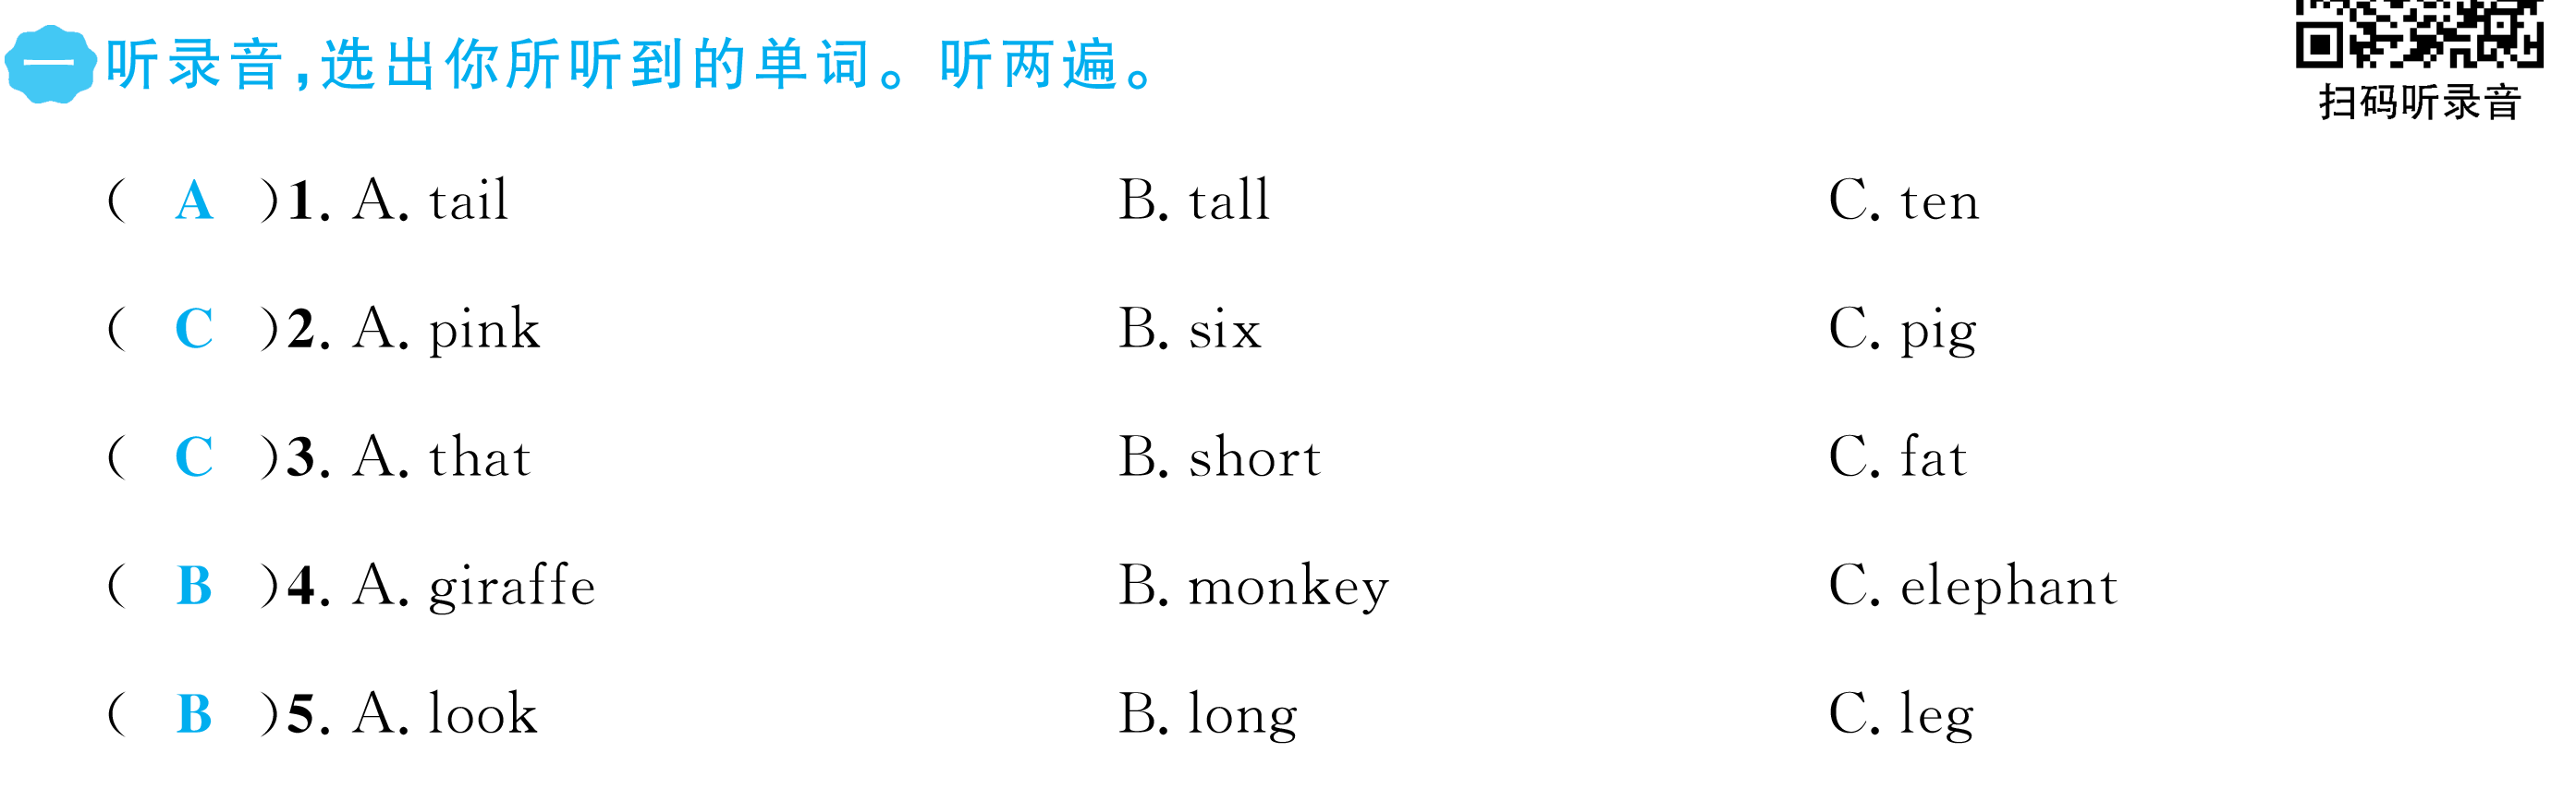 一 听录音,选出你所听到的单词。听两遍。
扫码听录音
( A )1. A. tail B. tall C. ten
( C )2. A. pink B. six C. pig
( C )3. A. that B. short C. fat
( B )4. A. giraffe B. monkey C. elephant
( B )5. A. look B. long C. leg